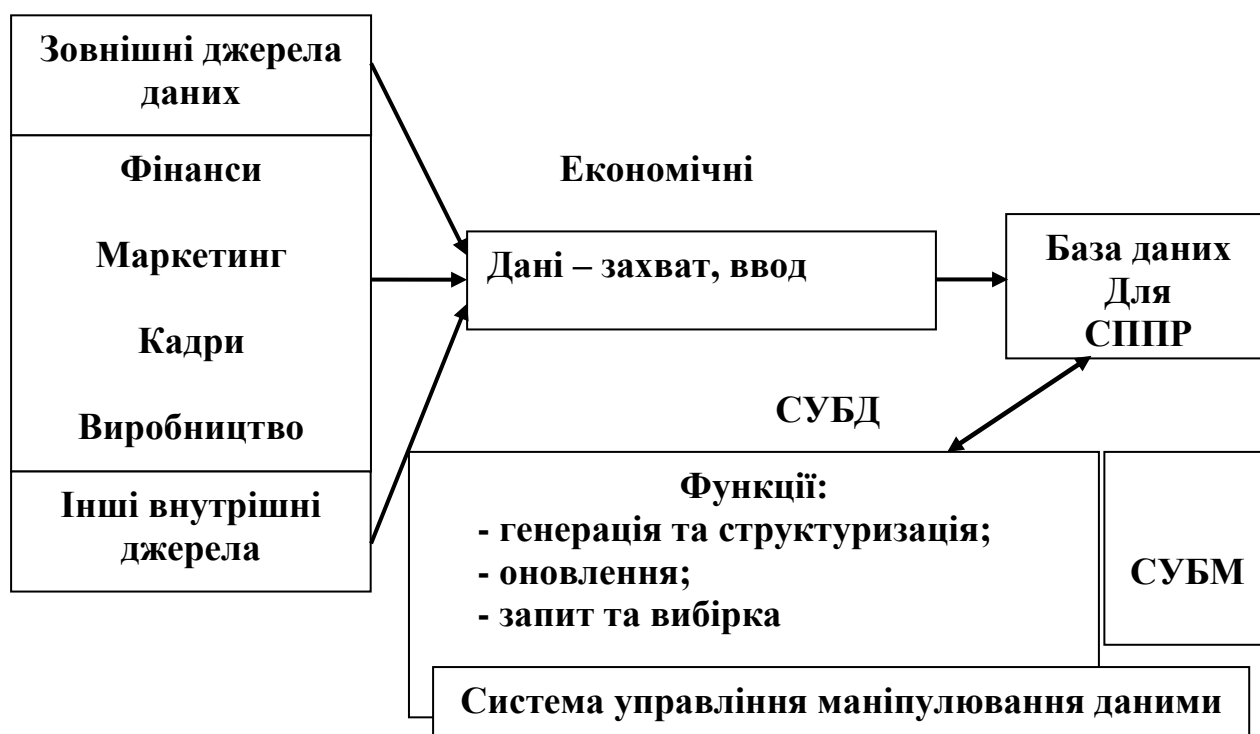 Зовнішні джерела
даних
Фінанси
Маркетинг
Кадри
Виробництво
Інші внутрішні
джерела
Економічні
Дані – захват, ввод
База даних
Для
СППР
СУБД
Функції:
- генерація та структуризація;
- оновлення;
- запит та вибірка
СУБМ
Система управління маніпулювання даними